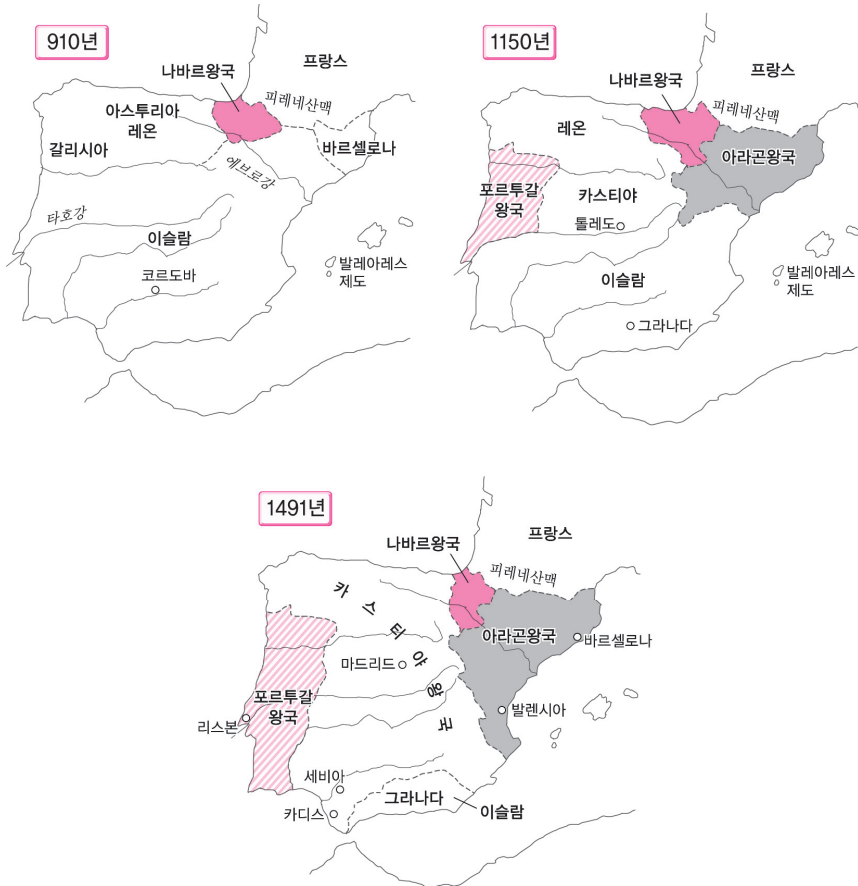 910년
나바르왕국
프랑스
피레네산맥
아스투리아
레온
갈리시아
바르셀로나
에브로강
타호강
이슬람
코르도바
발레아레스
제도
1150년
나바르왕국
프랑스
피레네산맥
레온
아라곤왕국
포르투갈
왕국
카스티야
톨레도
이슬람
발레아레스
제도
그라나다
1491년
나바르왕국
프랑스
피레네산맥
카스티야왕국
아라곤왕국
바르셀로나
마드리드
포르투갈
왕국
발렌시아
리스본
세비아
그라나다
이슬람
카디스